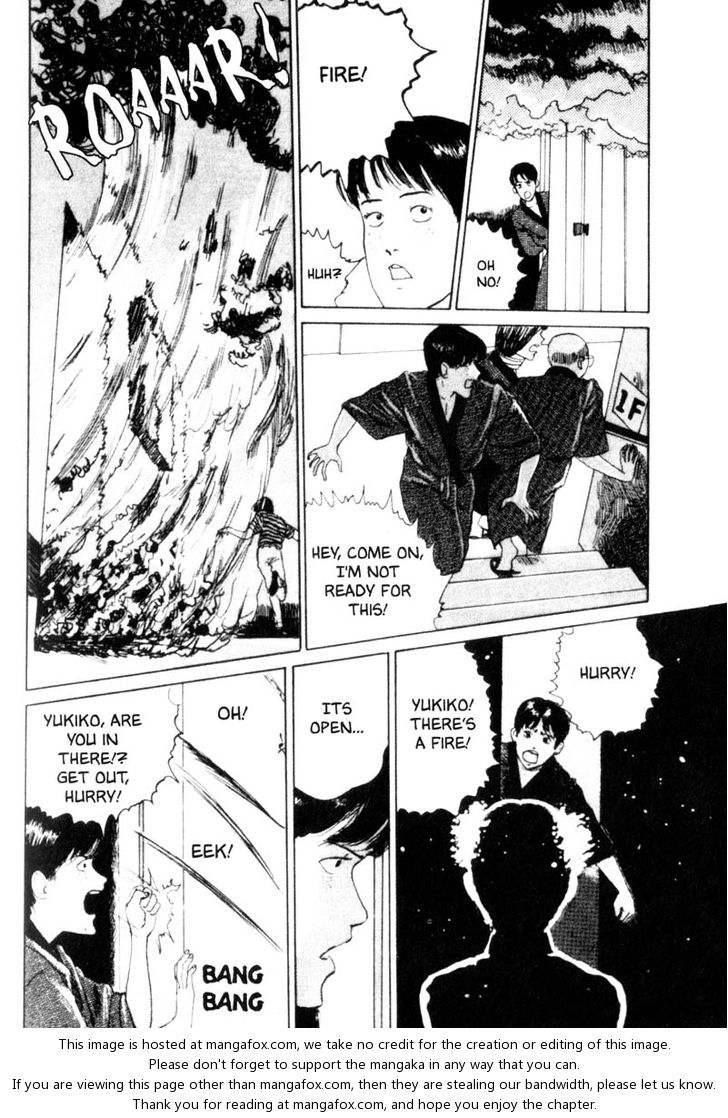 ROAAAR!
FIRE!
HUH?
OH
NO!
1F
HEY, COME ON,
I'M NOT
READY FOR
THIS!
YUKIKO, ARE
YOU IN
THERE!?
GET OUT,
HURRY!
OH!
EEK!
BANG
BANG
ITS
OPEN...
YUKIKO!
THERE'S
A FIRE!
HURRY!
This image is hosted at mangafox.com, we take no credit for the creation or editing of this image.
Please don't forget to support the mangaka in any way that you can.
If you are viewing this page other than mangafox.com, then they are stealing our bandwidth, please let us know.
Thank you for reading at mangafox.com, and hope you enjoy the chapter.